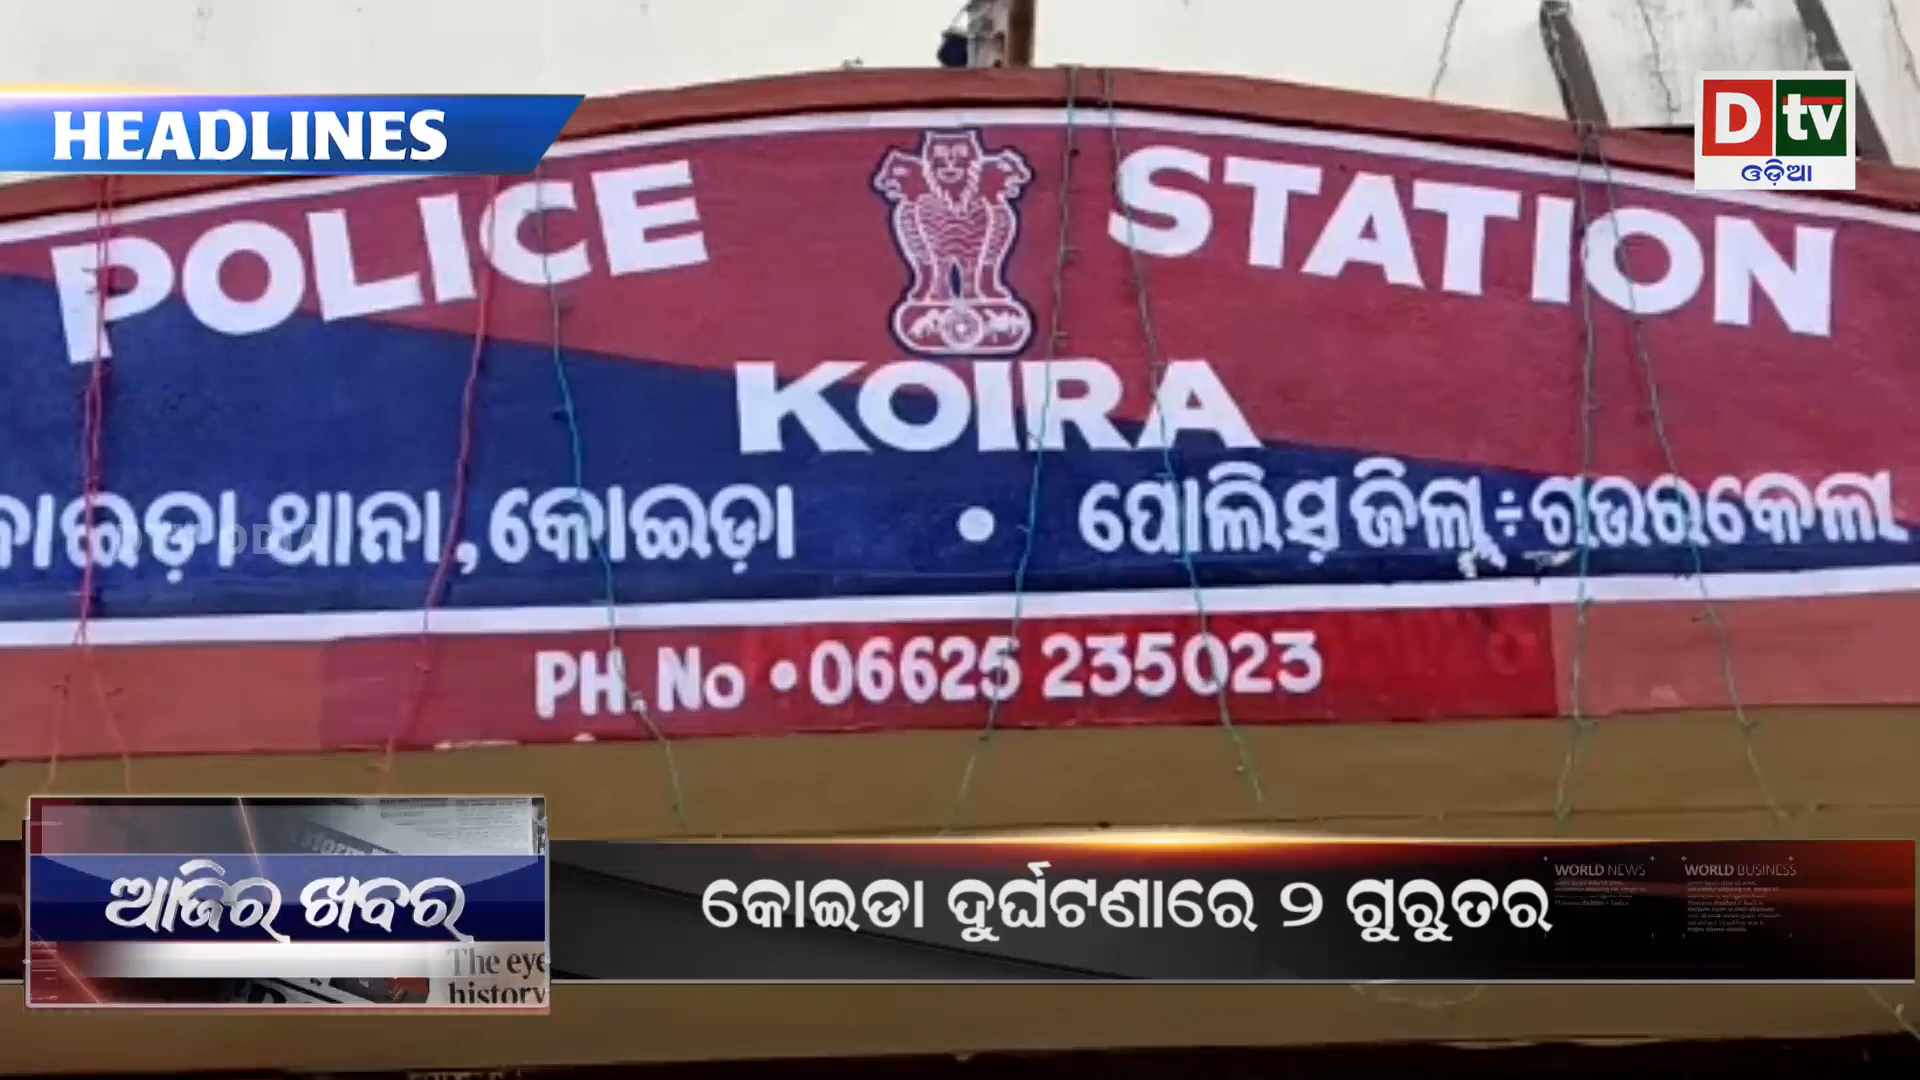 HEADLINES
D tv
ଓଡ଼ିଆ
POLICE STATION
KOIRA
କୋଇଡ଼ା ଥାନା, କୋଇଡ଼ା • ପୋଲିସ ଜିଲ୍ଲା÷ରାଉରକେଲା
PH. No • 06625 235023
ଆଜିର ଖବର
କୋଇଡା ଦୁର୍ଘଟଣାରେ ୨ ଗୁରୁତର
WORLD NEWS
WORLD BUSINESS
The eye
history